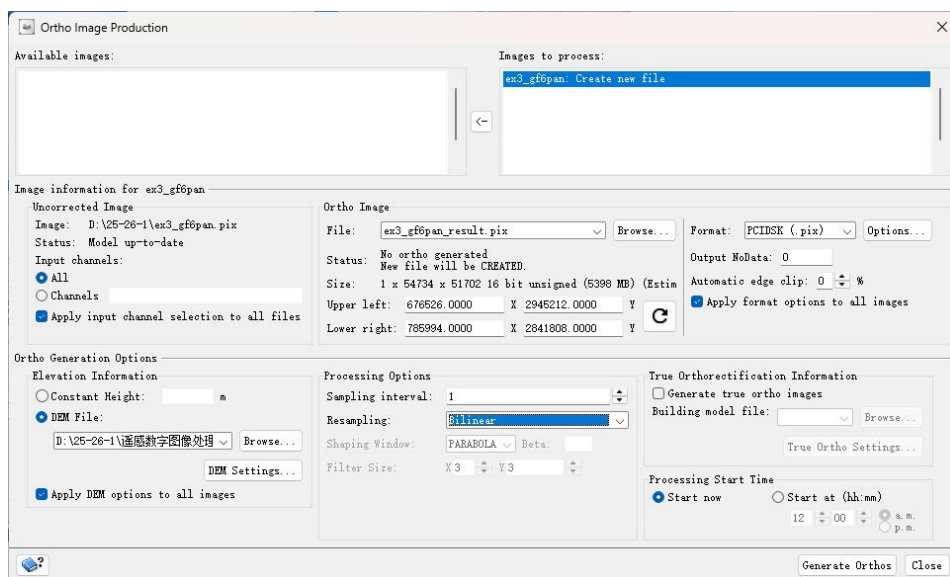 Ortho Image Production
Available images:
Images to process:
ex3_gf6pan: Create new file
<-
Image information for ex3_gf6pan
Uncorrected Image
Image: D:\25-26-1\ex3_gf6pan.pix
Status: Model up-to-date
Input channels:
All
Channels
Apply input channel selection to all files
Ortho Image
File: ex3_gf6pan_result.pix Browse...
Status: No ortho generated
New file will be CREATED.
Size: 1 x 54734 x 51702 16 bit unsigned (5398 MB) (Estim
Upper left: 676526.0000 X 2945212.0000 Y
Lower right: 785994.0000 X 2841808.0000 Y
Format: PCIDSK (.pix) Options...
Output NoData: 0
Automatic edge clip: 0 %
Apply format options to all images
Ortho Generation Options
Elevation Information
Constant Height: m
DEM File:
D:\25-26-1\遥感数字图像处理 Browse...
DEM Settings...
Apply DEM options to all images
Processing Options
Sampling interval: 1
Resampling: Bilinear
Shaping Window: PARABOLA Beta:
Filter Size: X 3 Y 3
True Orthorectification Information
Generate true ortho images
Building model file: Browse...
True Ortho Settings...
Processing Start Time
Start now Start at (hh:mm)
12 00 a.m.
p.m.
?
Generate Orthos Close